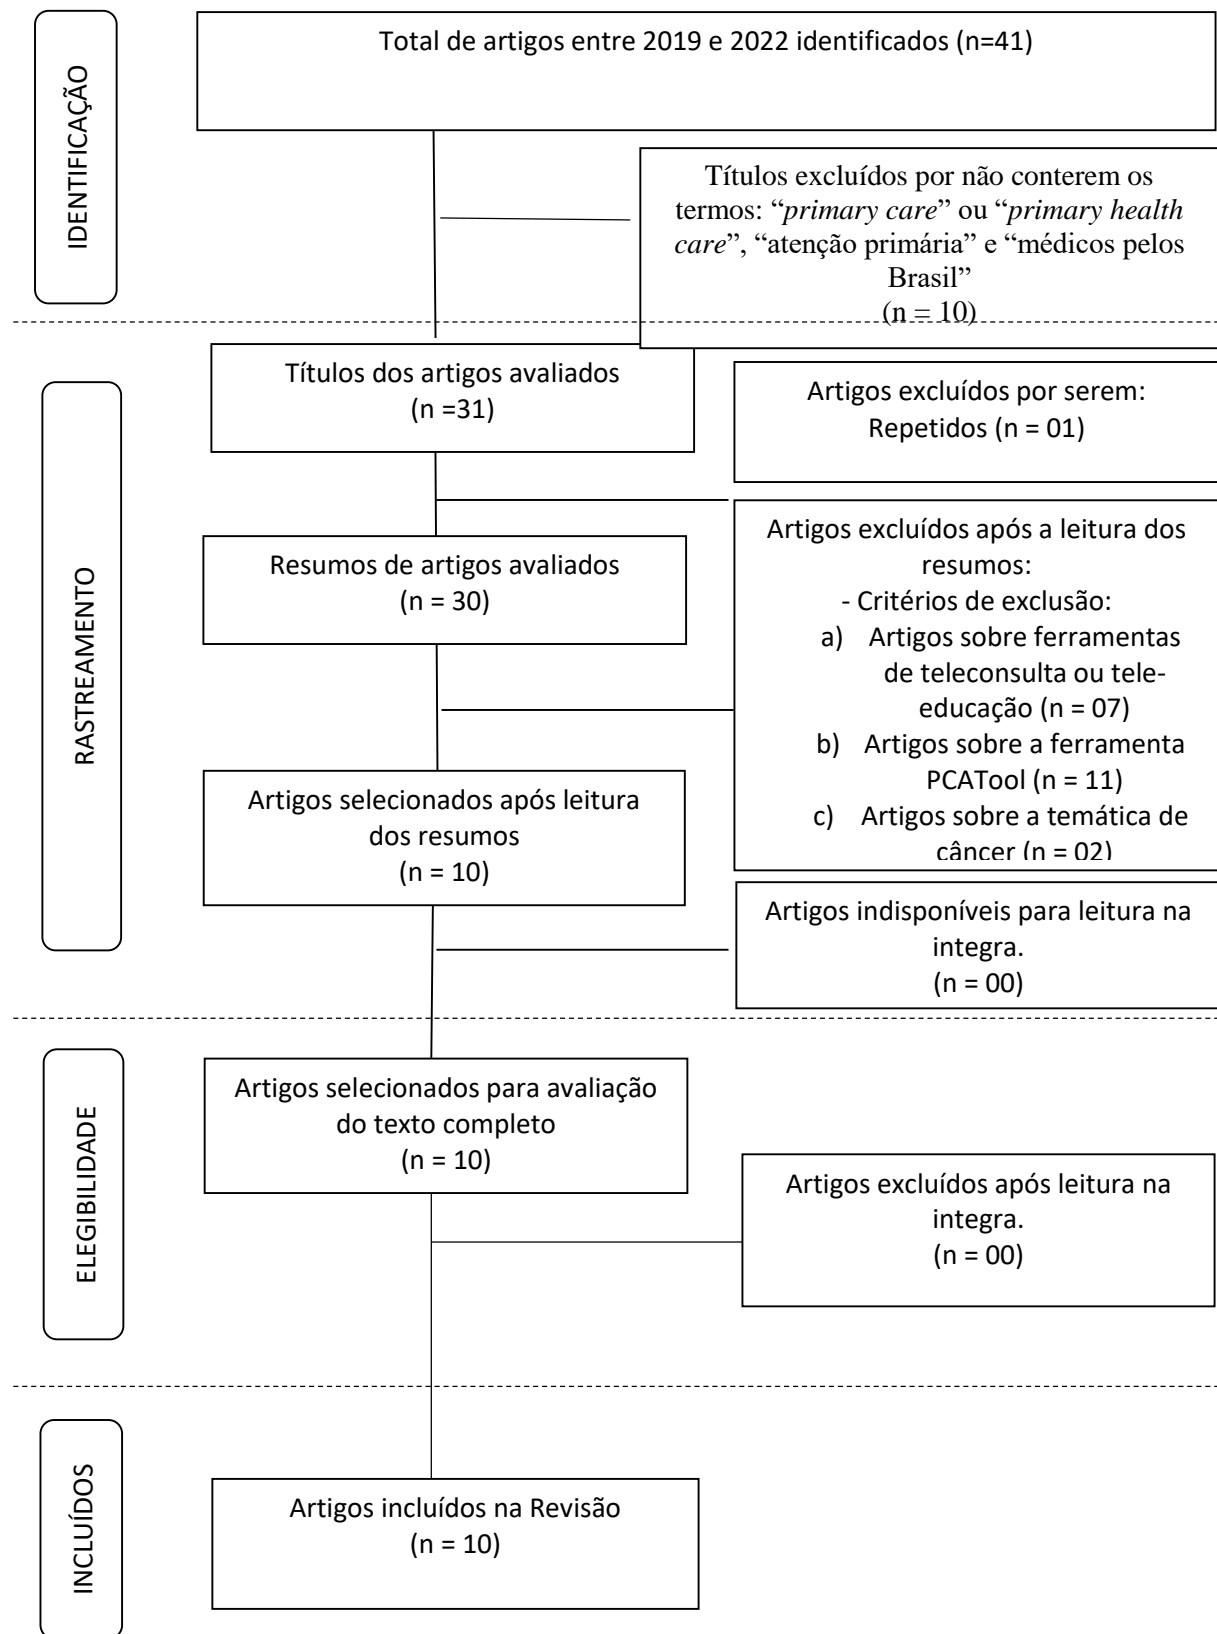 IDENTIFICAÇÃO
Total de artigos entre 2019 e 2022 identificados (n=41)
Títulos excluídos por não conterem os
termos: “primary care” ou “primary health
care”, “atenção primária” e “médicos pelos
Brasil”
(n = 10)
RASTREAMENTO
Títulos dos artigos avaliados
(n =31)
Artigos excluídos por serem:
Repetidos (n = 01)
Resumos de artigos avaliados
(n = 30)
Artigos excluídos após a leitura dos
resumos:
- Critérios de exclusão:
a) Artigos sobre ferramentas
de teleconsulta ou tele-
educação (n = 07)
b) Artigos sobre a ferramenta
PCATool (n = 11)
c) Artigos sobre a temática de
câncer (n = 02)
Artigos selecionados após leitura
dos resumos
(n = 10)
Artigos indisponíveis para leitura na
integra.
(n = 00)
ELEGIBILIDADE
Artigos selecionados para avaliação
do texto completo
(n = 10)
Artigos excluídos após leitura na
integra.
(n = 00)
INCLUÍDOS
Artigos incluídos na Revisão
(n = 10)